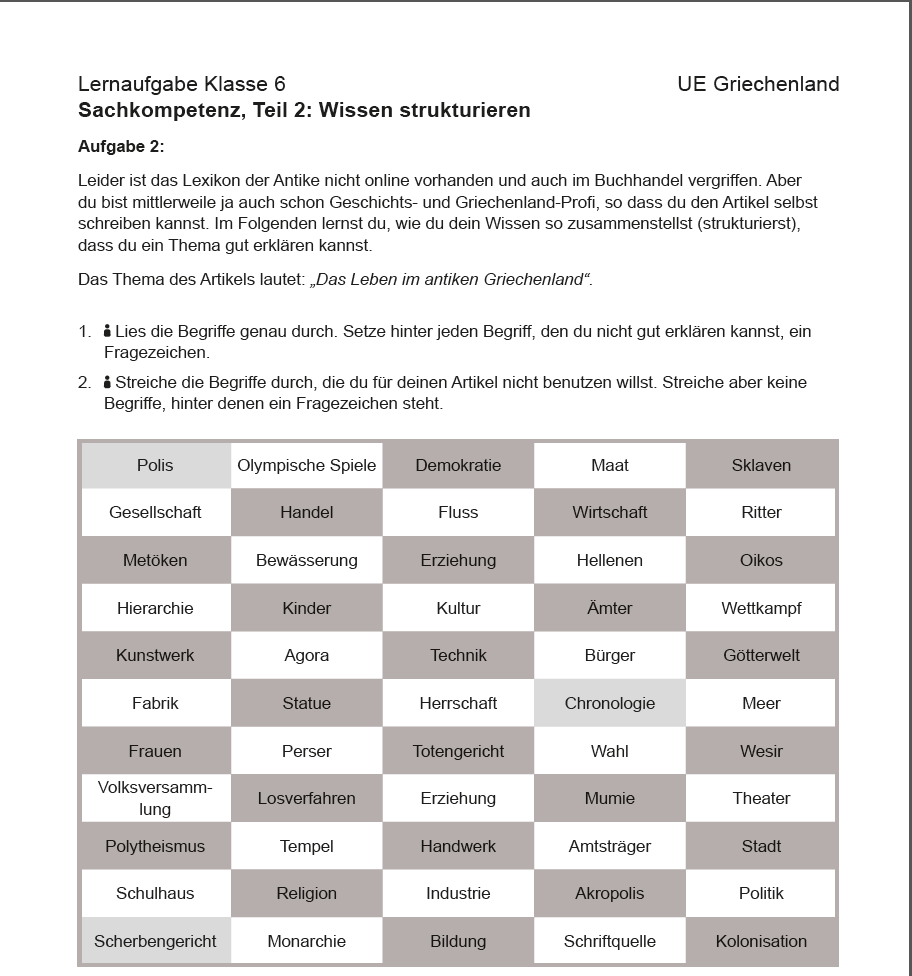 Lernaufgabe Klasse 6 UE Griechenland
Sachkompetenz, Teil 2: Wissen strukturieren
Aufgabe 2:
Leider ist das Lexikon der Antike nicht online vorhanden und auch im Buchhandel vergriffen. Aber
du bist mittlerweile ja auch schon Geschichts- und Griechenland-Profi, so dass du den Artikel selbst
schreiben kannst. Im Folgenden lernst du, wie du dein Wissen so zusammenstellst (strukturierst),
dass du ein Thema gut erklären kannst.
Das Thema des Artikels lautet: „Das Leben im antiken Griechenland“.
1. Lies die Begriffe genau durch. Setze hinter jeden Begriff, den du nicht gut erklären kannst, ein
Fragezeichen.
2. Streiche die Begriffe durch, die du für deinen Artikel nicht benutzen willst. Streiche aber keine
Begriffe, hinter denen ein Fragezeichen steht.
Polis Olympische Spiele Demokratie Maat Sklaven
Gesellschaft Handel Fluss Wirtschaft Ritter
Metöken Bewässerung Erziehung Hellenen Oikos
Hierarchie Kinder Kultur Ämter Wettkampf
Kunstwerk Agora Technik Bürger Götterwelt
Fabrik Statue Herrschaft Chronologie Meer
Frauen Perser Totengericht Wahl Wesir
Volksversamm-
lung Losverfahren Erziehung Mumie Theater
Polytheismus Tempel Handwerk Amtsträger Stadt
Schulhaus Religion Industrie Akropolis Politik
Scherbengericht Monarchie Bildung Schriftquelle Kolonisation